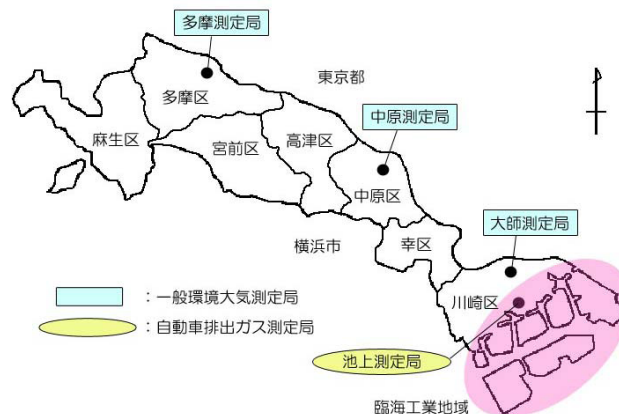 多摩測定局
東京都
多摩区
中原測定局
麻生区
宮前区
高津区
中原区
大師測定局
横浜市
幸区
川崎区
：一般環境大気測定局
：自動車排出ガス測定局
池上測定局
臨海工業地域